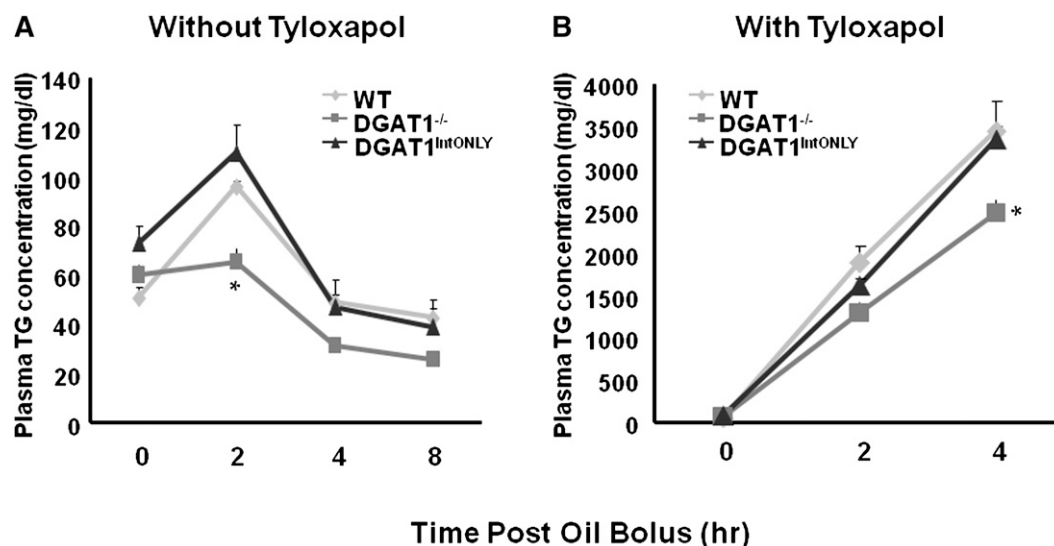 A Without Tyloxapol
Plasma TG concentration (mg/dl)
140
120
100
80
60
40
20
0
WT
DGAT1-/-
DGAT1IntONLY
*
0 2 4 8
B With Tyloxapol
Plasma TG concentration (mg/dl)
4000
3500
3000
2500
2000
1500
1000
500
0
WT
DGAT1-/-
DGAT1IntONLY
*
0 2 4
Time Post Oil Bolus (hr)